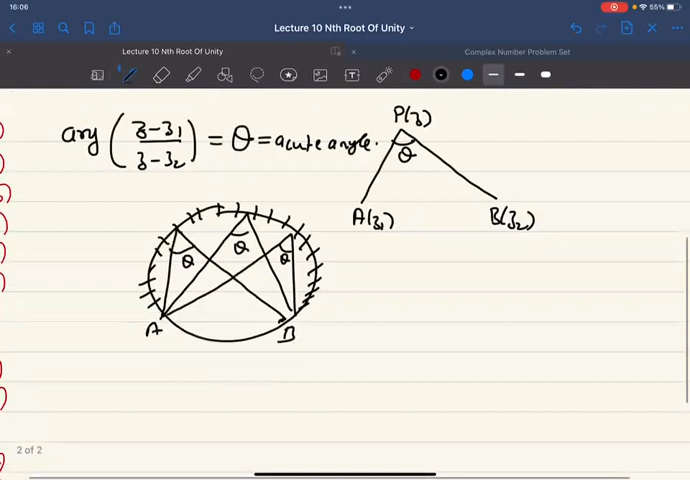 16:06
55%
Lecture 10 Nth Root Of Unity
Lecture 10 Nth Root Of Unity
Complex Number Problem Set
P(z)
arg (z-z₁ / z-z₂) = θ = acute angle.
θ
A(z₁) B(z₂)
θ θ θ
A
B
2 of 2